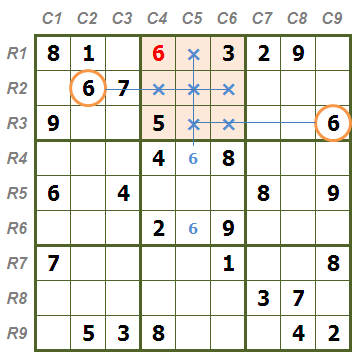 C1 C2 C3 C4 C5 C6 C7 C8 C9
R1 8 1 6 × 3 2 9
R2 6 7 × × ×
R3 9 5 × × 6
R4 4 6 8
R5 6 4 8 9
R6 2 6 9
R7 7 1 8
R8 3 7
R9 5 3 8 4 2